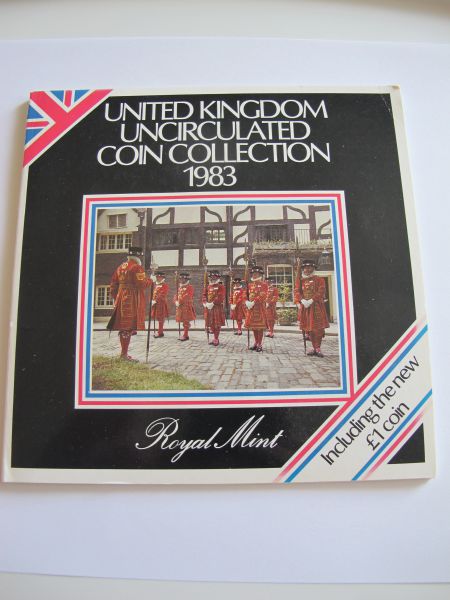 UNITED KINGDOM
UNCIRCULATED
COIN COLLECTION
1983
Royal Mint
Including the new
£1 coin